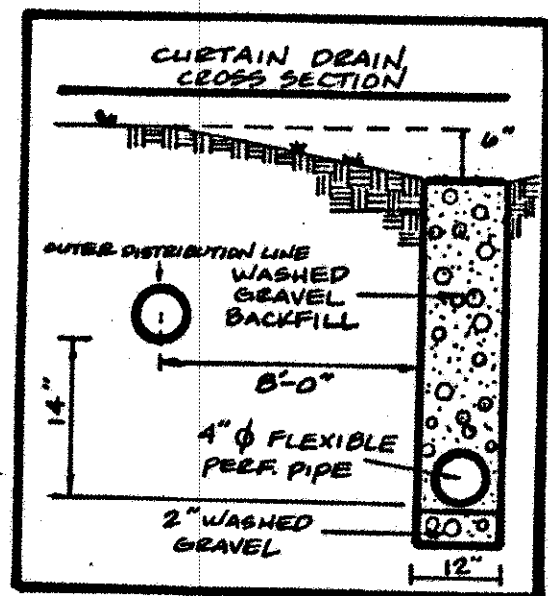 CURTAIN DRAIN
CROSS SECTION
6"
OUTER DISTRIBUTION LINE
WASHED
GRAVEL
BACKFILL
8'-0"
14"
4" φ FLEXIBLE
PERF. PIPE
2" WASHED
GRAVEL
12"